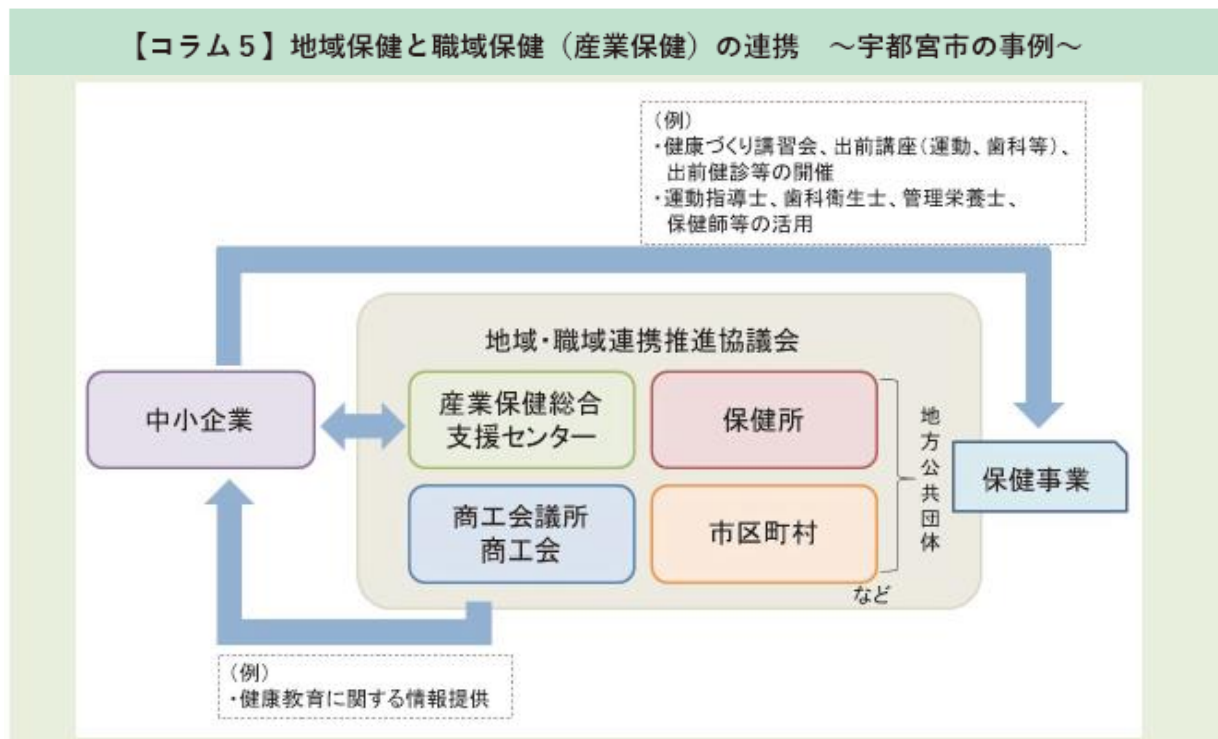 【コラム5】地域保健と職域保健（産業保健）の連携　～宇都宮市の事例～
（例）
・健康づくり講習会、出前講座（運動、歯科等）、
出前健診等の開催
・運動指導士、歯科衛生士、管理栄養士、
保健師等の活用
地域・職域連携推進協議会
中小企業
産業保健総合
支援センター
保健所
商工会議所
商工会
市区町村
など
地方公共団体
保健事業
（例）
・健康教育に関する情報提供